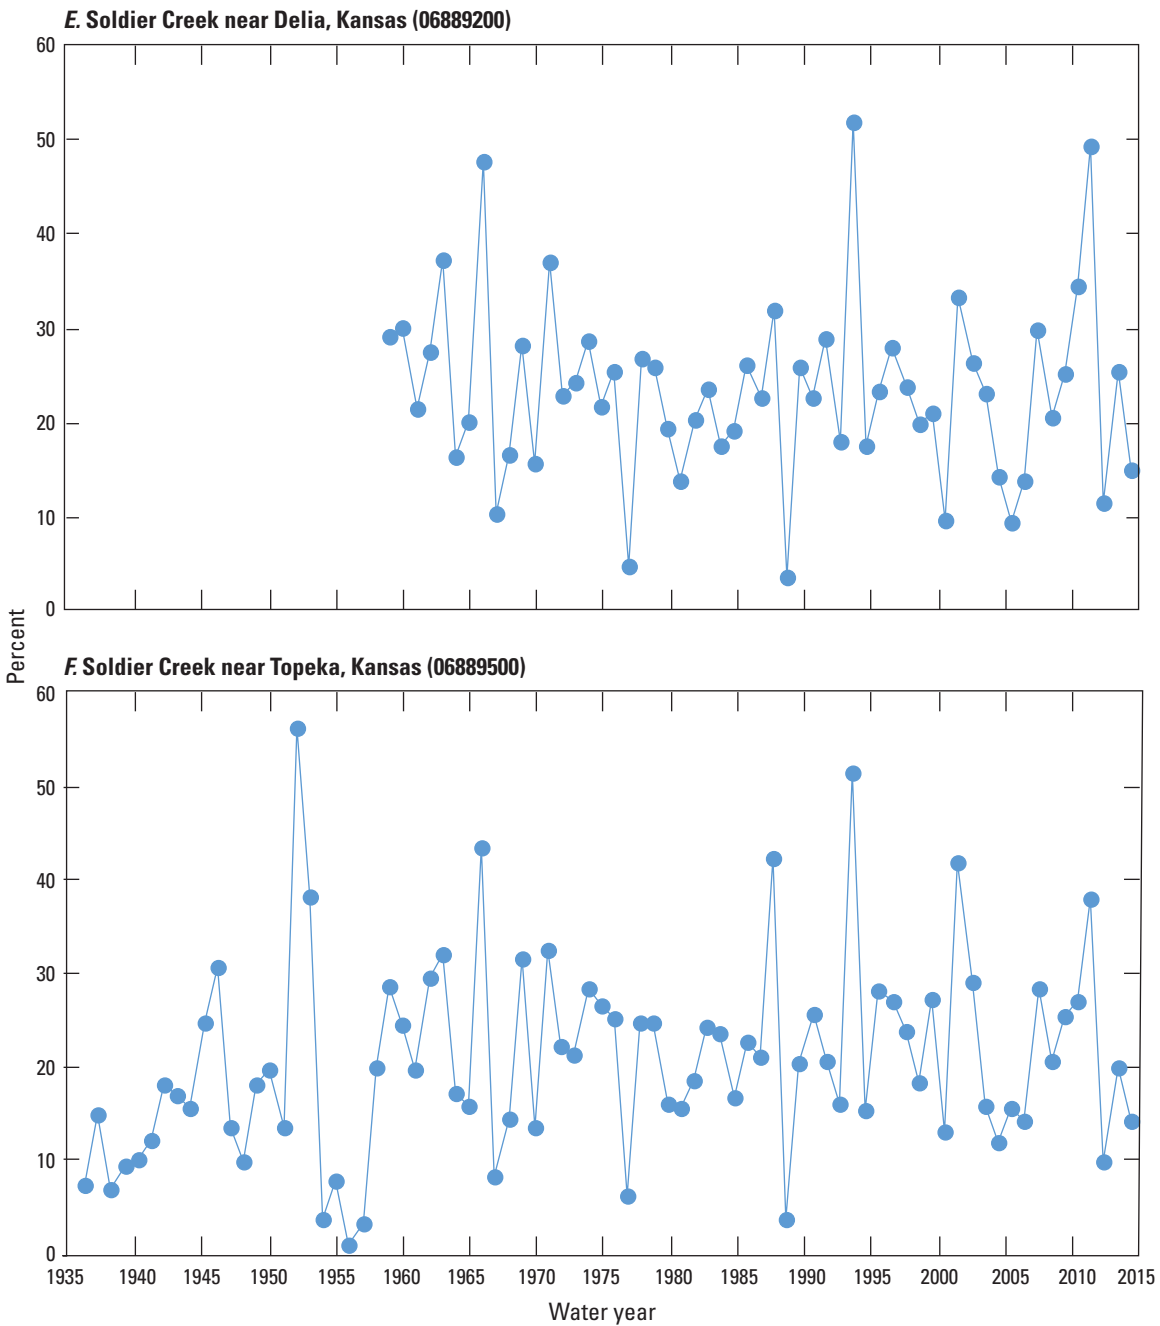 E. Soldier Creek near Delia, Kansas (06889200)
60
50
40
30
20
10
0
Percent
F. Soldier Creek near Topeka, Kansas (06889500)
60
50
40
30
20
10
0
1935 1940 1945 1950 1955 1960 1965 1970 1975 1980 1985 1990 1995 2000 2005 2010 2015
Water year